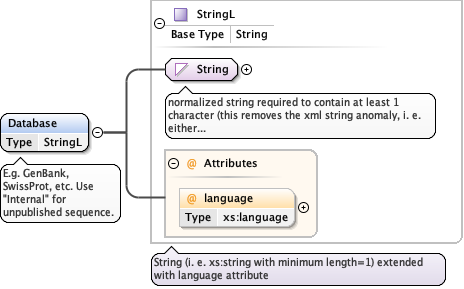 StringL
Base Type String
String
normalized string required to contain at least 1
character (this removes the xml string anomaly, i. e.
either...
Database
Type StringL
E.g. GenBank,
SwissProt, etc. Use
"Internal" for
unpublished sequence.
@ Attributes
@ language
Type xs:language
String (i. e. xs:string with minimum length=1) extended
with language attribute